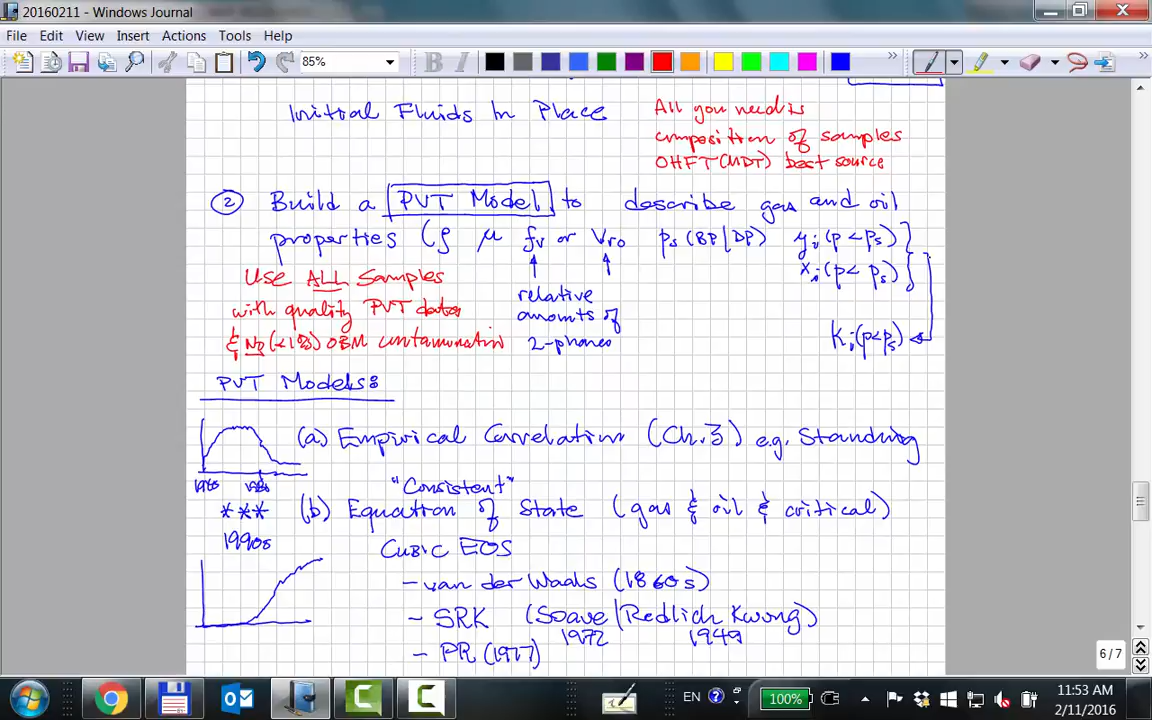 20160211 - Windows Journal
File Edit View Insert Actions Tools Help
85%
Initial Fluids In Place
All you need is
composition of samples
OHFT(MDT) best source
② Build a PVT Model to describe gas and oil
properties (ρ μ fv or Vro ps(BP|DP) yi(p<ps)}
xi(p<ps)}
Use ALL Samples
with quality PVT data
& No(<1%) OBM contamination
relative
amounts of
2-phases
Ki(p<ps)
PVT Models:
(a) Empirical Correlation (Ch.3) e.g. Standing
1960 1980
"Consistent"
*** (b) Equation of State (gas & oil & critical)
1990s
Cubic EOS
- van der Waals (1860s)
- SRK (Soave/Redlich Kwong)
1972 1949
- PR (1977)
6/7
EN 100% 11:53 AM
2/11/2016